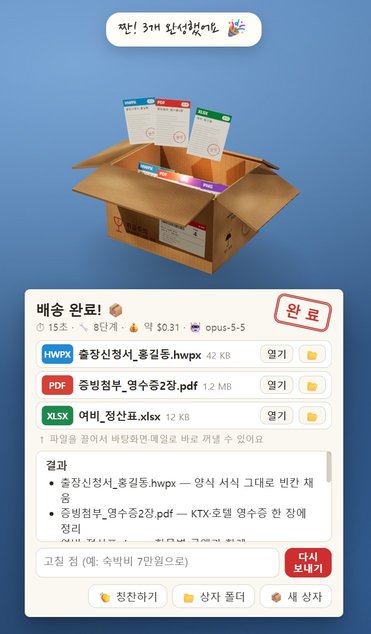 짠! 3개 완성했어요
HWPX
PDF
XLSX
HWPX
PDF
PNG
배송 완료!
완료
15초 · 8단계 · 약 $0.31 · opus-5-5
HWPX 출장신청서_홍길동.hwpx 42 KB 열기
PDF 증빙첨부_영수증2장.pdf 1.2 MB 열기
XLSX 여비_정산표.xlsx 12 KB 열기
↑ 파일을 끌어서 바탕화면·메일로 바로 꺼낼 수 있어요
결과
• 출장신청서_홍길동.hwpx — 양식 서식 그대로 빈칸 채
움
• 증빙첨부_영수증2장.pdf — KTX·호텔 영수증 한 장에
정리
고칠 점 (예: 숙박비 7만원으로)
다시
보내기
칭찬하기
상자 폴더
새 상자